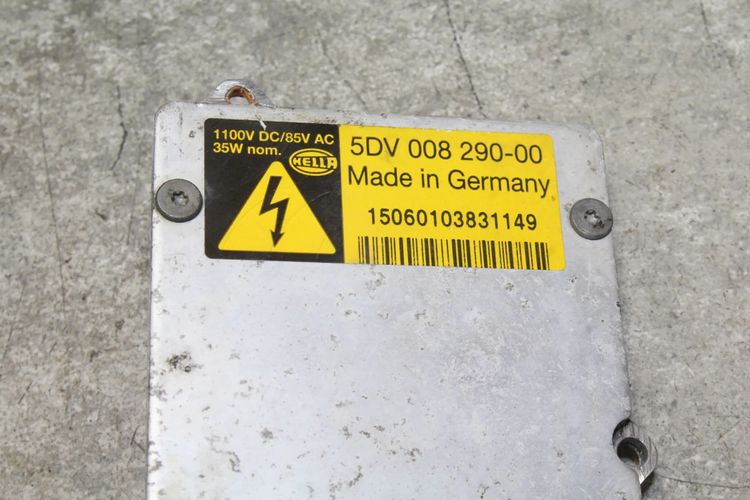 1100V DC/85V AC
35W nom.
HELLA
5DV 008 290-00
Made in Germany
15060103831149